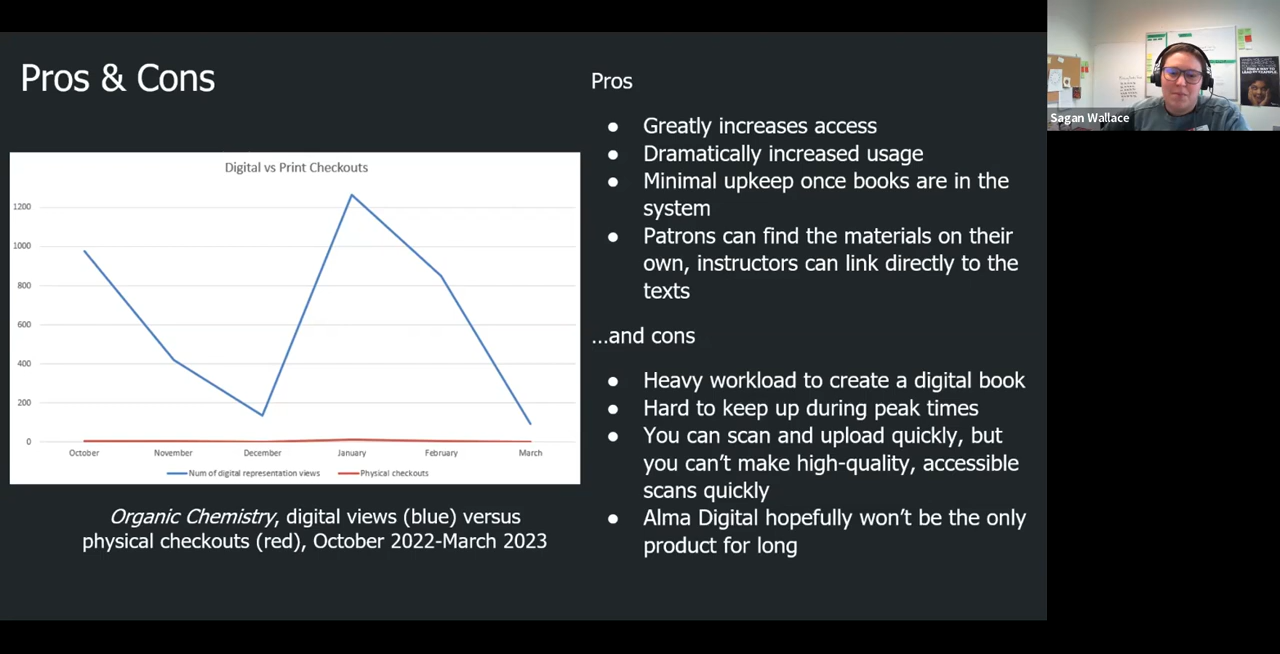 Pros & Cons
Digital vs Print Checkouts
1200
1000
800
600
400
200
0
October November December January February March
Num of digital representation views Physical checkouts
Organic Chemistry, digital views (blue) versus
physical checkouts (red), October 2022-March 2023
Pros
● Greatly increases access
● Dramatically increased usage
● Minimal upkeep once books are in the
system
● Patrons can find the materials on their
own, instructors can link directly to the
texts
...and cons
● Heavy workload to create a digital book
● Hard to keep up during peak times
● You can scan and upload quickly, but
you can’t make high-quality, accessible
scans quickly
● Alma Digital hopefully won’t be the only
product for long
Sagan Wallace